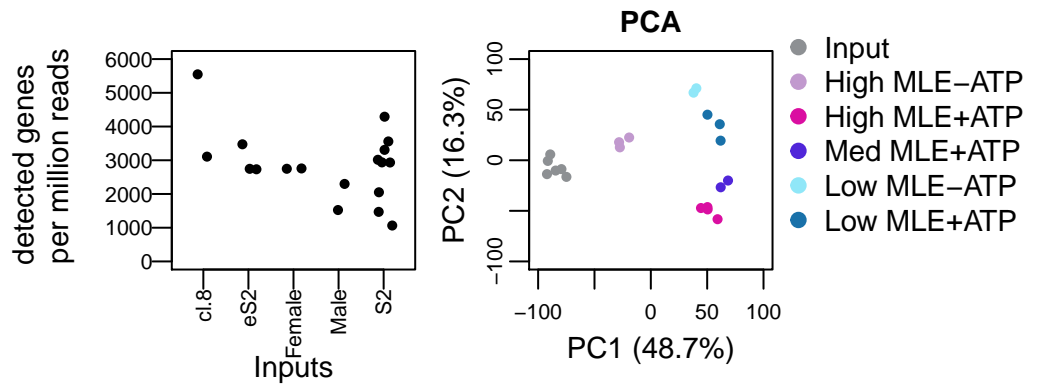 detected genes
per million reads
6000
5000
4000
3000
2000
1000
0
cl.8
eS2
Female
Male
S2
Inputs
PCA
PC2 (16.3%)
100
50
0
−100
−100
0
50
100
PC1 (48.7%)
Input
High MLE−ATP
High MLE+ATP
Med MLE+ATP
Low MLE−ATP
Low MLE+ATP